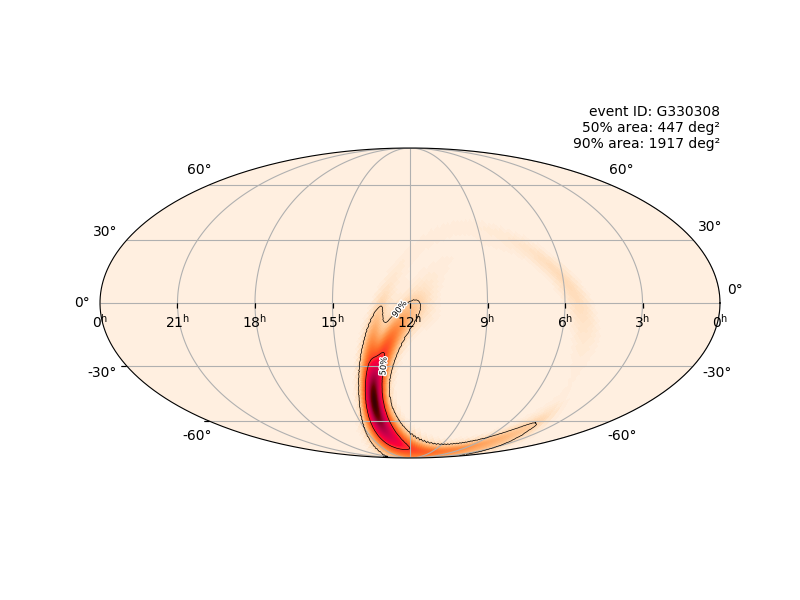 event ID: G330308
50% area: 447 deg²
90% area: 1917 deg²
60° 60°
30° 30°
0° 0°
90%
0ʰ 21ʰ 18ʰ 15ʰ 12ʰ 9ʰ 6ʰ 3ʰ 0ʰ
50%
-30° -30°
-60° -60°